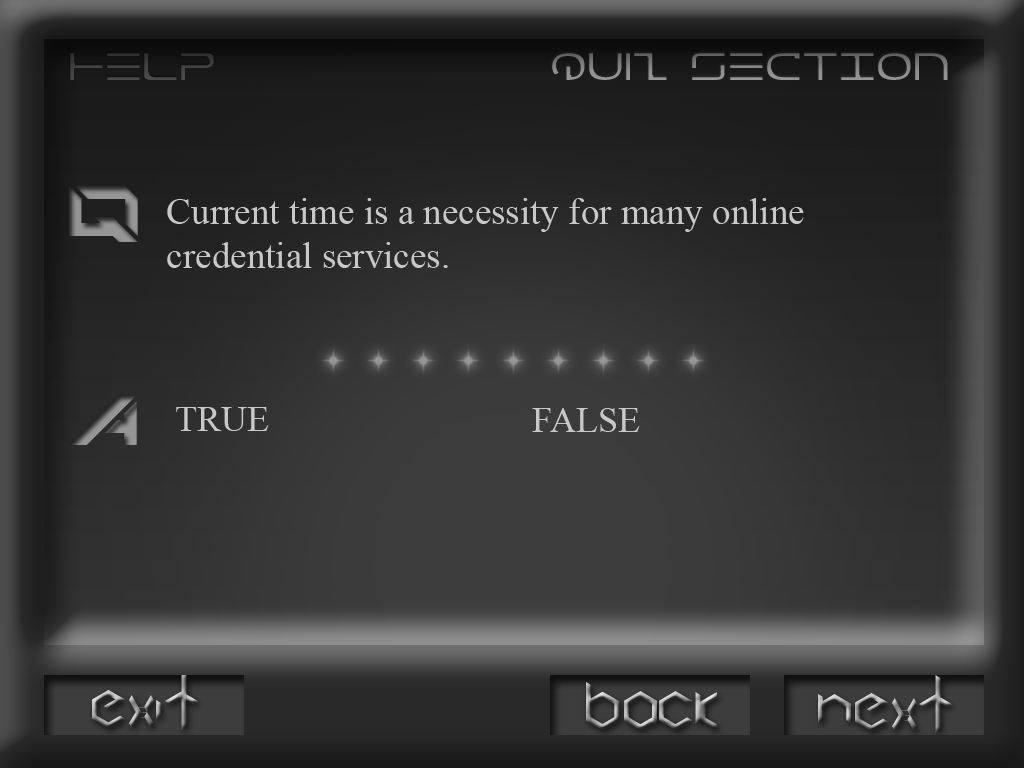 HELP QUIZ SECTION
Q Current time is a necessity for many online
credential services.
A TRUE FALSE
exit back next